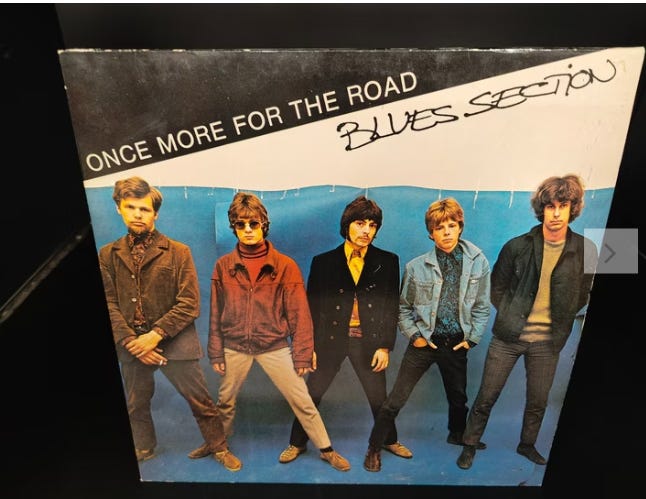 ONCE MORE FOR THE ROAD
BLUES SECTION